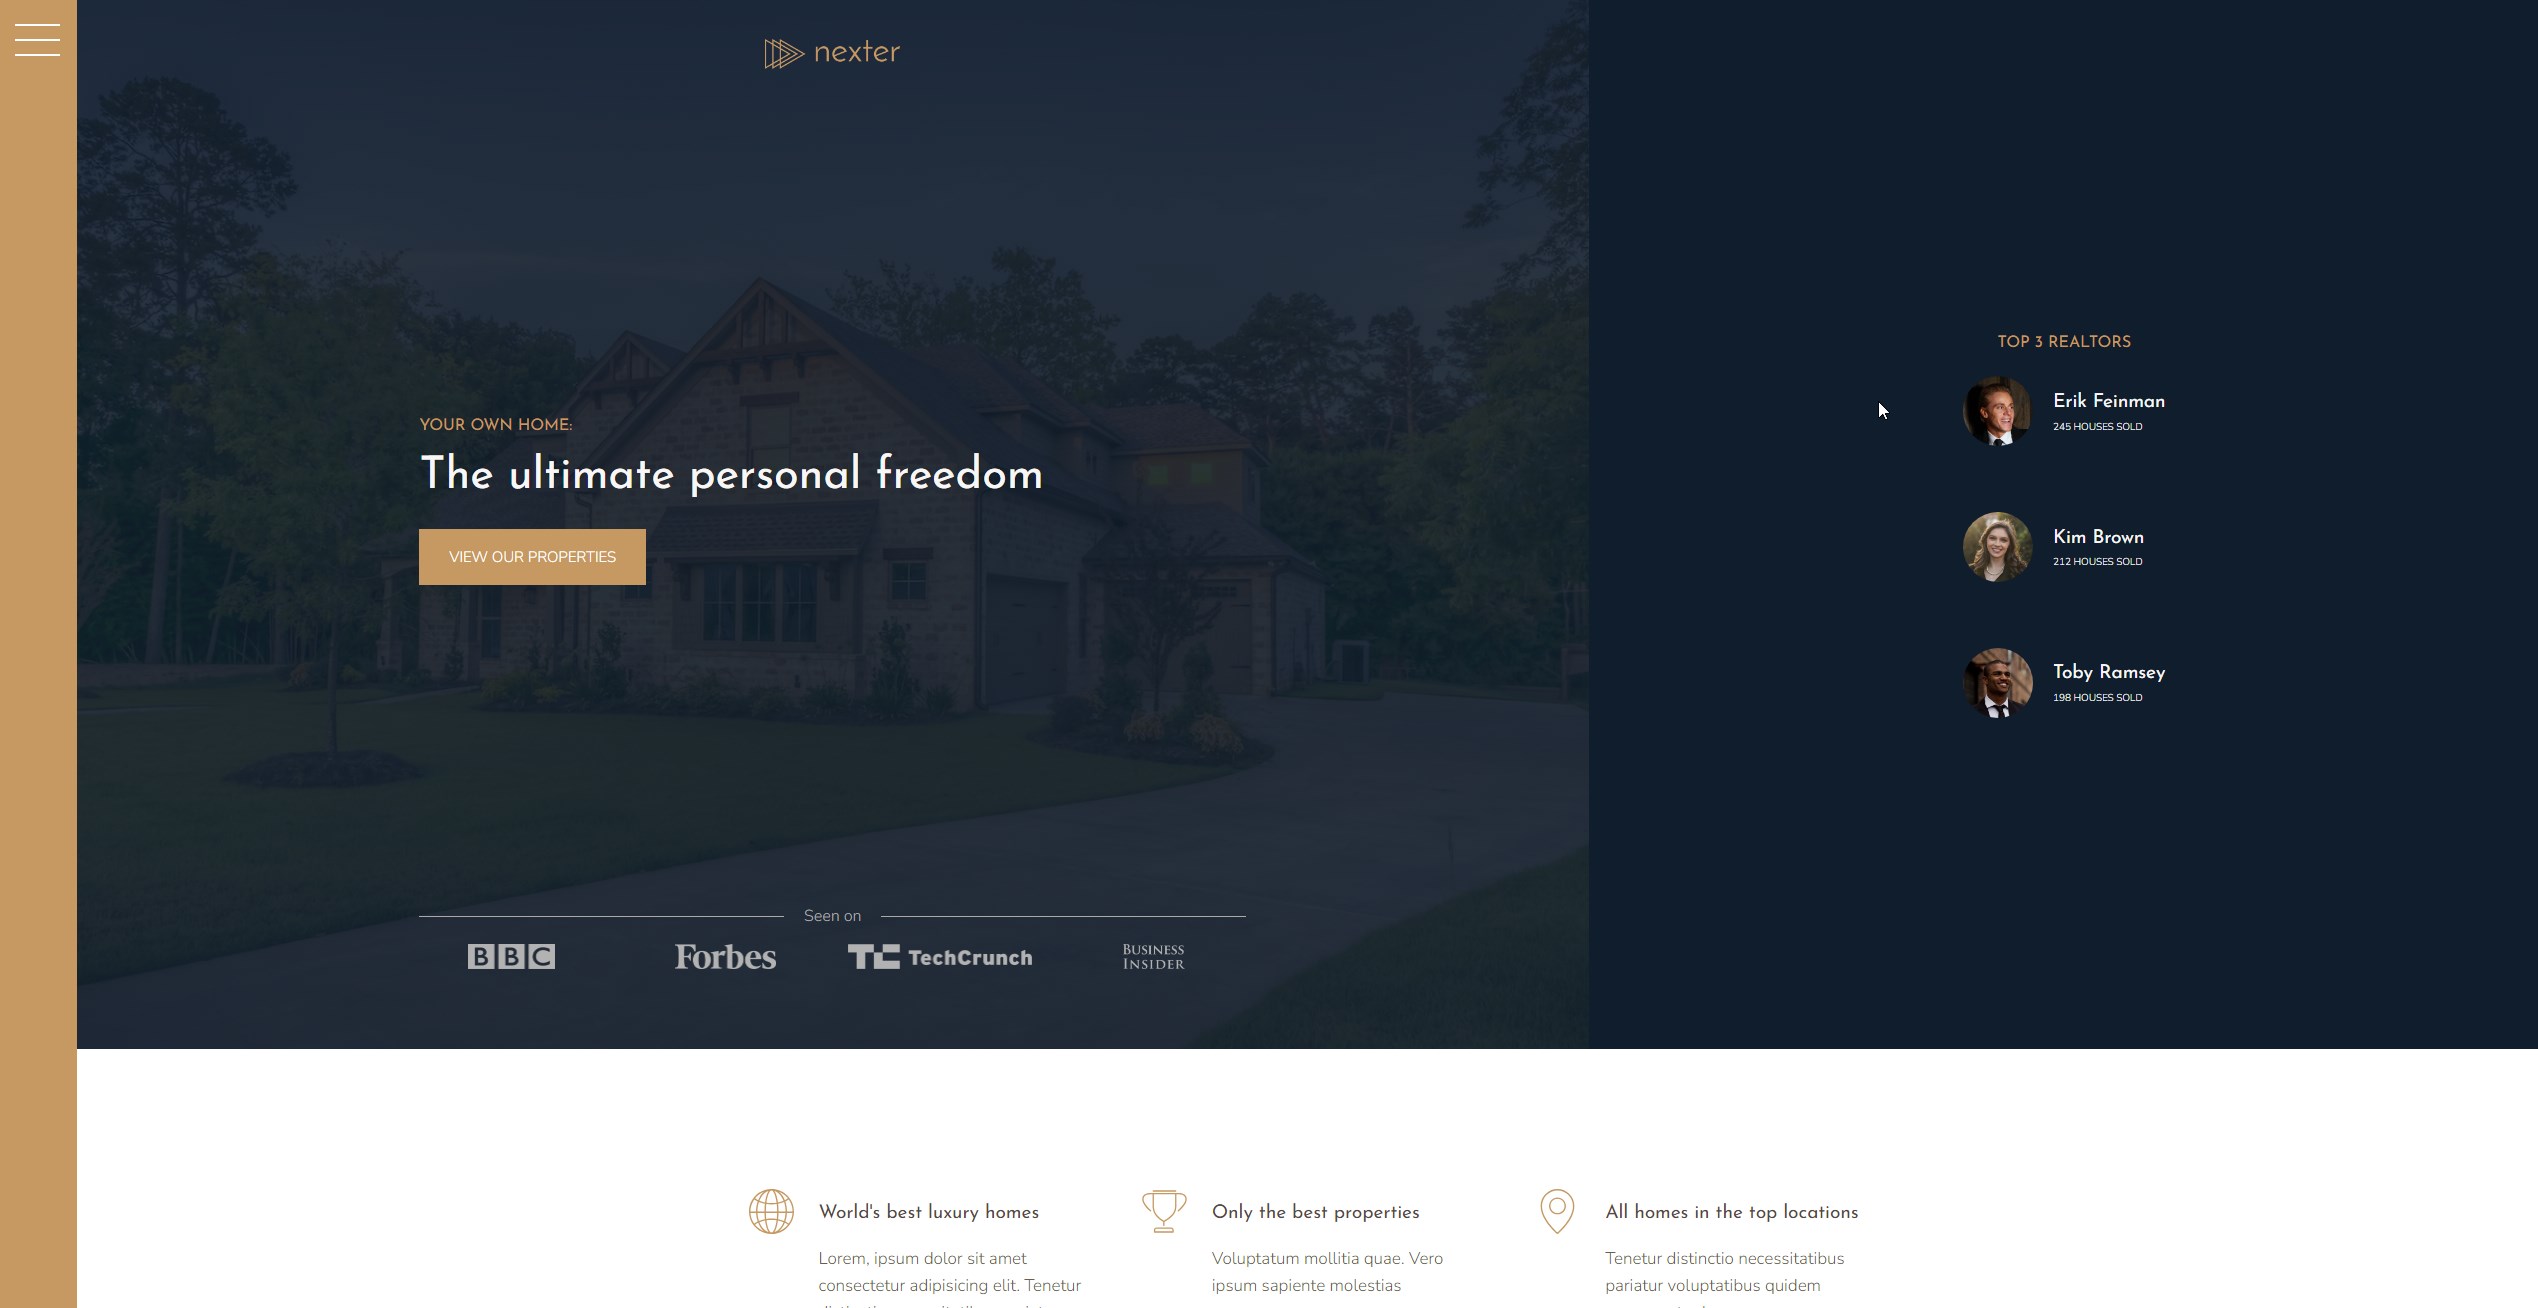 nexter
YOUR OWN HOME:
The ultimate personal freedom
VIEW OUR PROPERTIES
Seen on
BBC
Forbes
TC TechCrunch
BUSINESS
INSIDER
TOP 3 REALTORS
Erik Feinman
245 HOUSES SOLD
Kim Brown
212 HOUSES SOLD
Toby Ramsey
198 HOUSES SOLD
World's best luxury homes
Lorem, ipsum dolor sit amet
consectetur adipisicing elit. Tenetur
Only the best properties
Voluptatum mollitia quae. Vero
ipsum sapiente molestias
All homes in the top locations
Tenetur distinctio necessitatibus
pariatur voluptatibus quidem